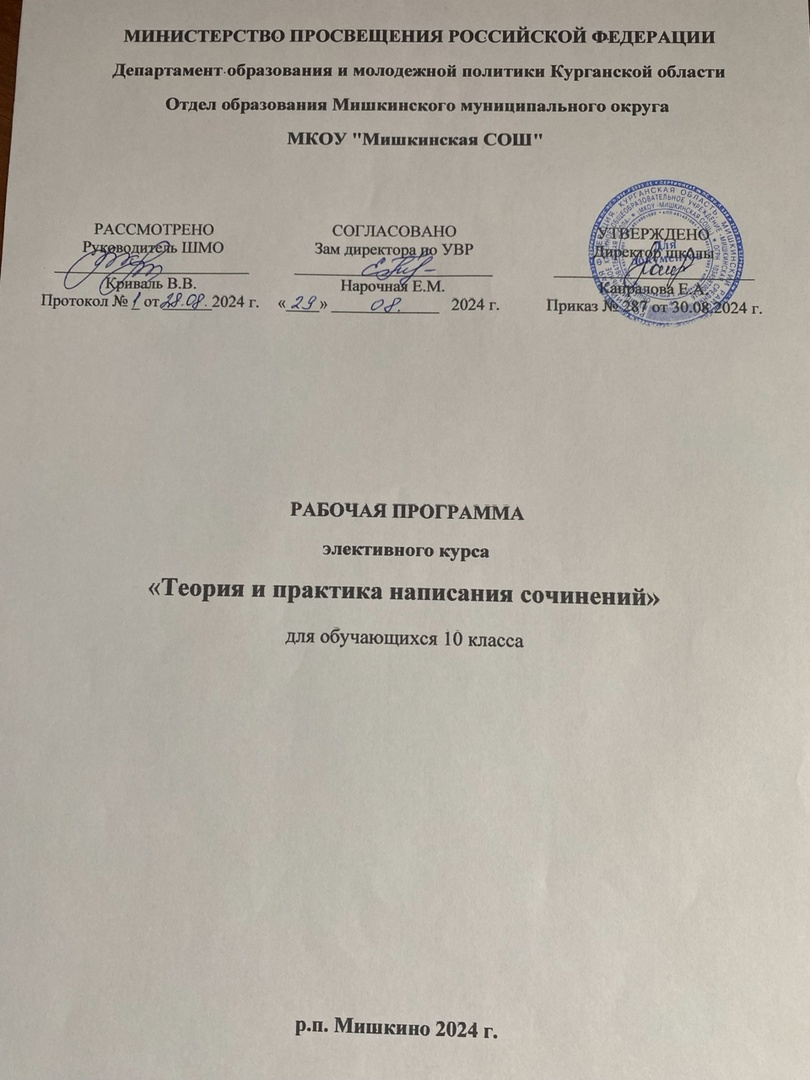 МИНИСТЕРСТВО ПРОСВЕЩЕНИЯ РОССИЙСКОЙ ФЕДЕРАЦИИ
Департамент образования и молодежной политики Курганской области
Отдел образования Мишкинского муниципального округа
МКОУ "Мишкинская СОШ"
РАССМОТРЕНО
Руководитель ШМО
Криваль В.В.
Протокол № 1 от 28.08. 2024 г.
СОГЛАСОВАНО
Зам директора по УВР
Нарочная Е.М.
« 29 » 08. 2024 г.
УТВЕРЖДЕНО
Директор школы
Е.А.
Приказ № 287 от 30.08.2024 г.
РАБОЧАЯ ПРОГРАММА
элективного курса
«Теория и практика написания сочинений»
для обучающихся 10 класса
р.п. Мишкино 2024 г.